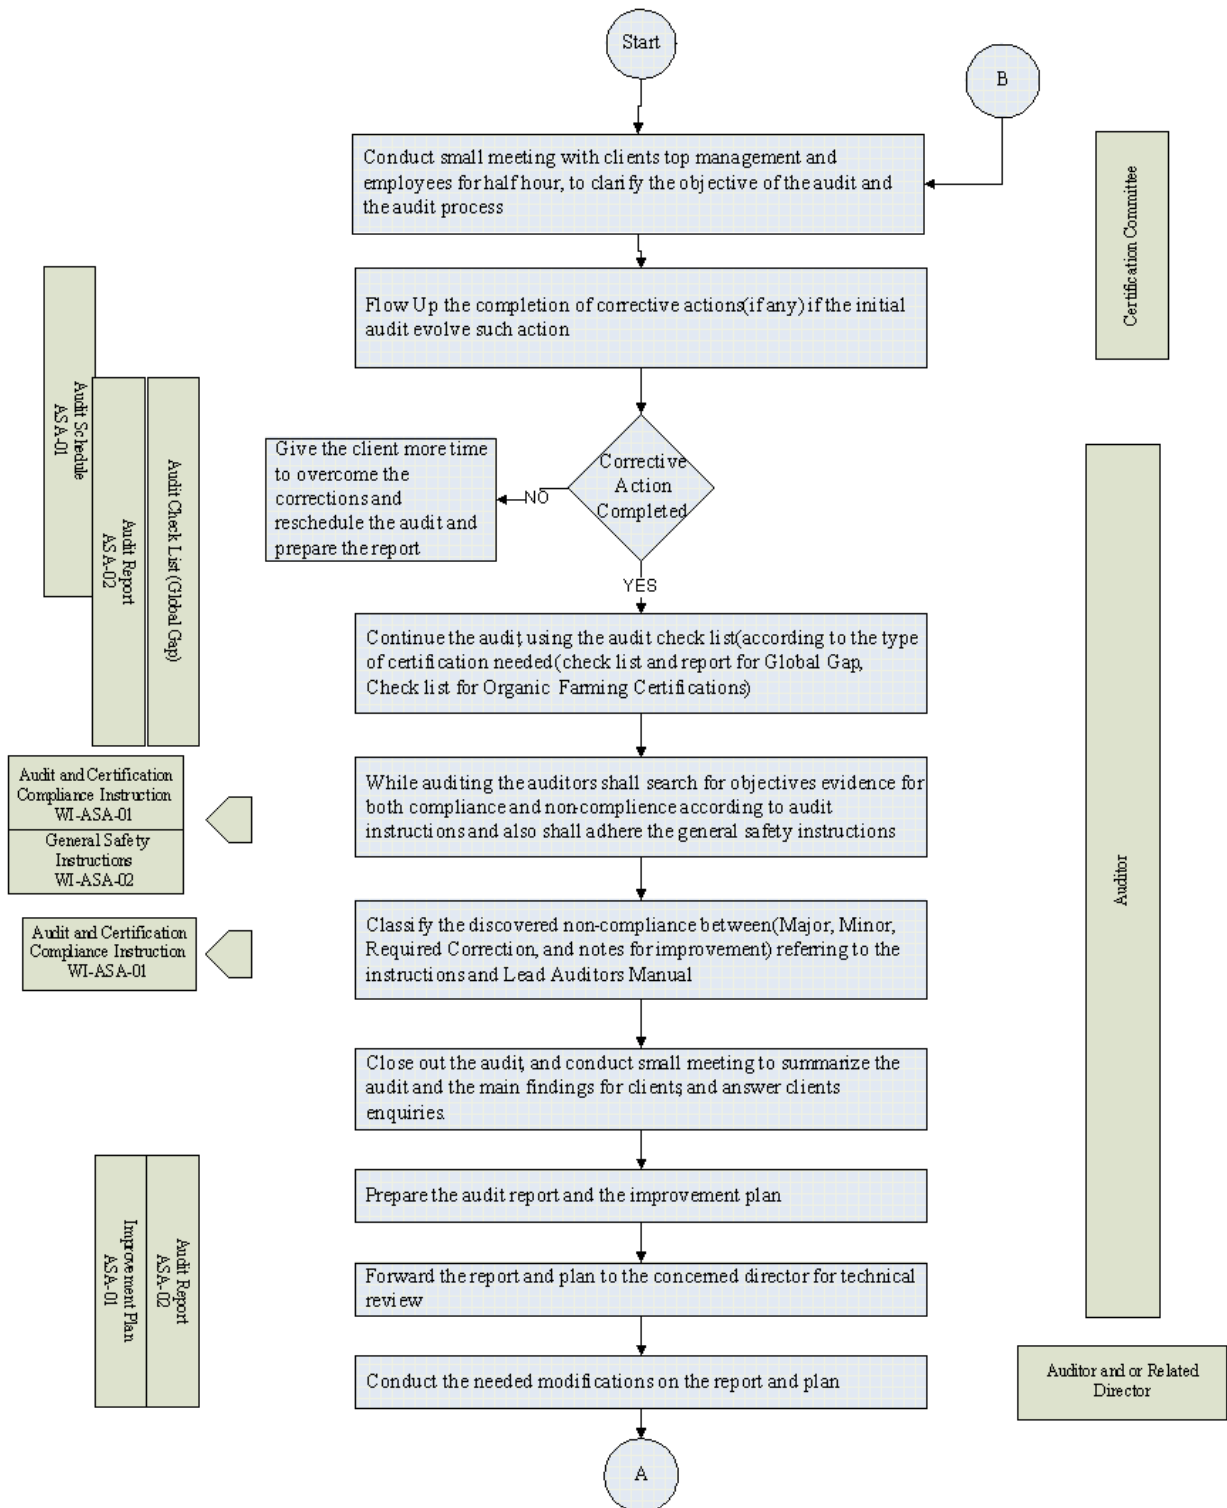 Start
B
Conduct small meeting with clients top management and
employees for half hour, to clarify the objective of the audit and
the audit process
Certification Committee
Flow Up the completion of corrective actions(if any) if the initial
audit evolve such action
Audit Schedule
ASA-01
Audit Report
ASA-02
Audit Check List (Global Gap)
Give the client more time
to overcome the
corrections and
reschedule the audit and
prepare the report
NO
Corrective
Action
Completed
YES
Continue the audit, using the audit check list(according to the type
of certification needed(check list and report for Global Gap,
Check list for Organic Farming Certifications)
Audit and Certification
Compliance Instruction
WI-ASA-01
General Safety
Instructions
WI-ASA-02
While auditing the auditors shall search for objectives evidence for
both compliance and non-complience according to audit
instructions and also shall adhere the general safety instructions
Auditor
Audit and Certification
Compliance Instruction
WI-ASA-01
Classify the discovered non-compliance between(Major, Minor,
Required Correction, and notes for improvement) referring to the
instructions and Lead Auditors Manual
Close out the audit, and conduct small meeting to summarize the
audit and the main findings for clients, and answer clients
enquiries.
Improvement Plan
ASA-01
Audit Report
ASA-02
Prepare the audit report and the improvement plan
Forward the report and plan to the concerned director for technical
review
Conduct the needed modifications on the report and plan
Auditor and or Related
Director
A